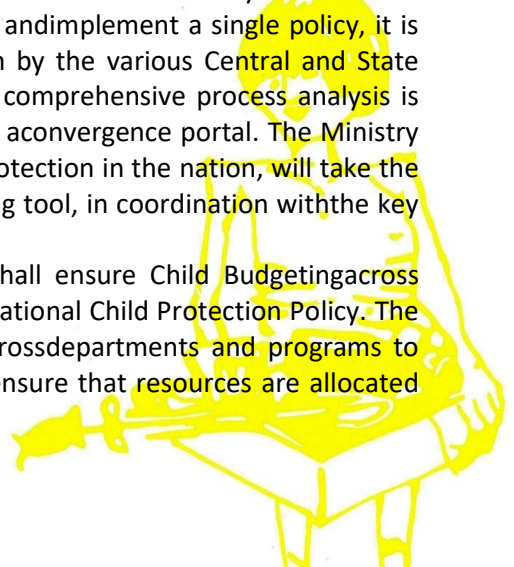 andimplement a single policy, it is
by the various Central and State
comprehensive process analysis is
aconvergence portal. The Ministry
otection in the nation, will take the
g tool, in coordination withthe key
hall ensure Child Budgetingacross
ational Child Protection Policy. The
rossdepartments and programs to
ensure that resources are allocated